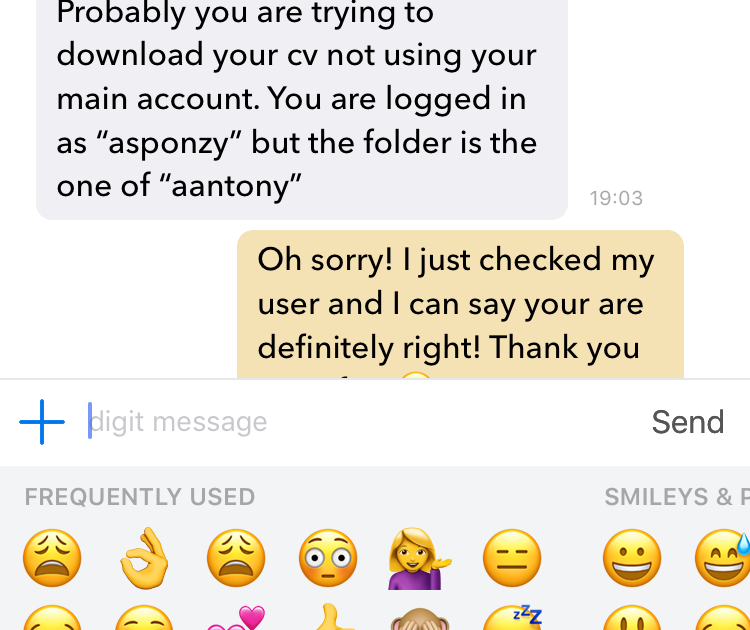 Probably you are trying to
download your cv not using your
main account. You are logged in
as “asponzy” but the folder is the
one of “aantony”
19:03
Oh sorry! I just checked my
user and I can say your are
definitely right! Thank you
digit message
Send
FREQUENTLY USED
SMILEYS &